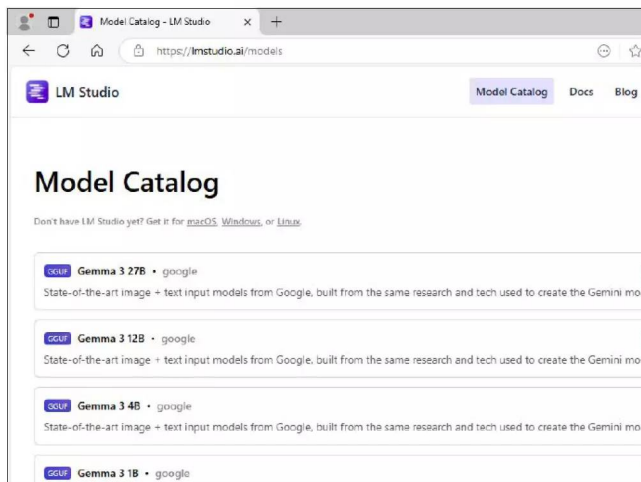 Model Catalog - LM Studio
https://lmstudio.ai/models
LM Studio
Model Catalog
Docs
Blog
Model Catalog
Don't have LM Studio yet? Get it for macOS, Windows, or Linux.
GGUF Gemma 3 27B • google
State-of-the-art image + text input models from Google, built from the same research and tech used to create the Gemini mo
GGUF Gemma 3 12B • google
State-of-the-art image + text input models from Google, built from the same research and tech used to create the Gemini mo
GGUF Gemma 3 4B • google
State-of-the-art image + text input models from Google, built from the same research and tech used to create the Gemini mo
GGUF Gemma 3 1B • google